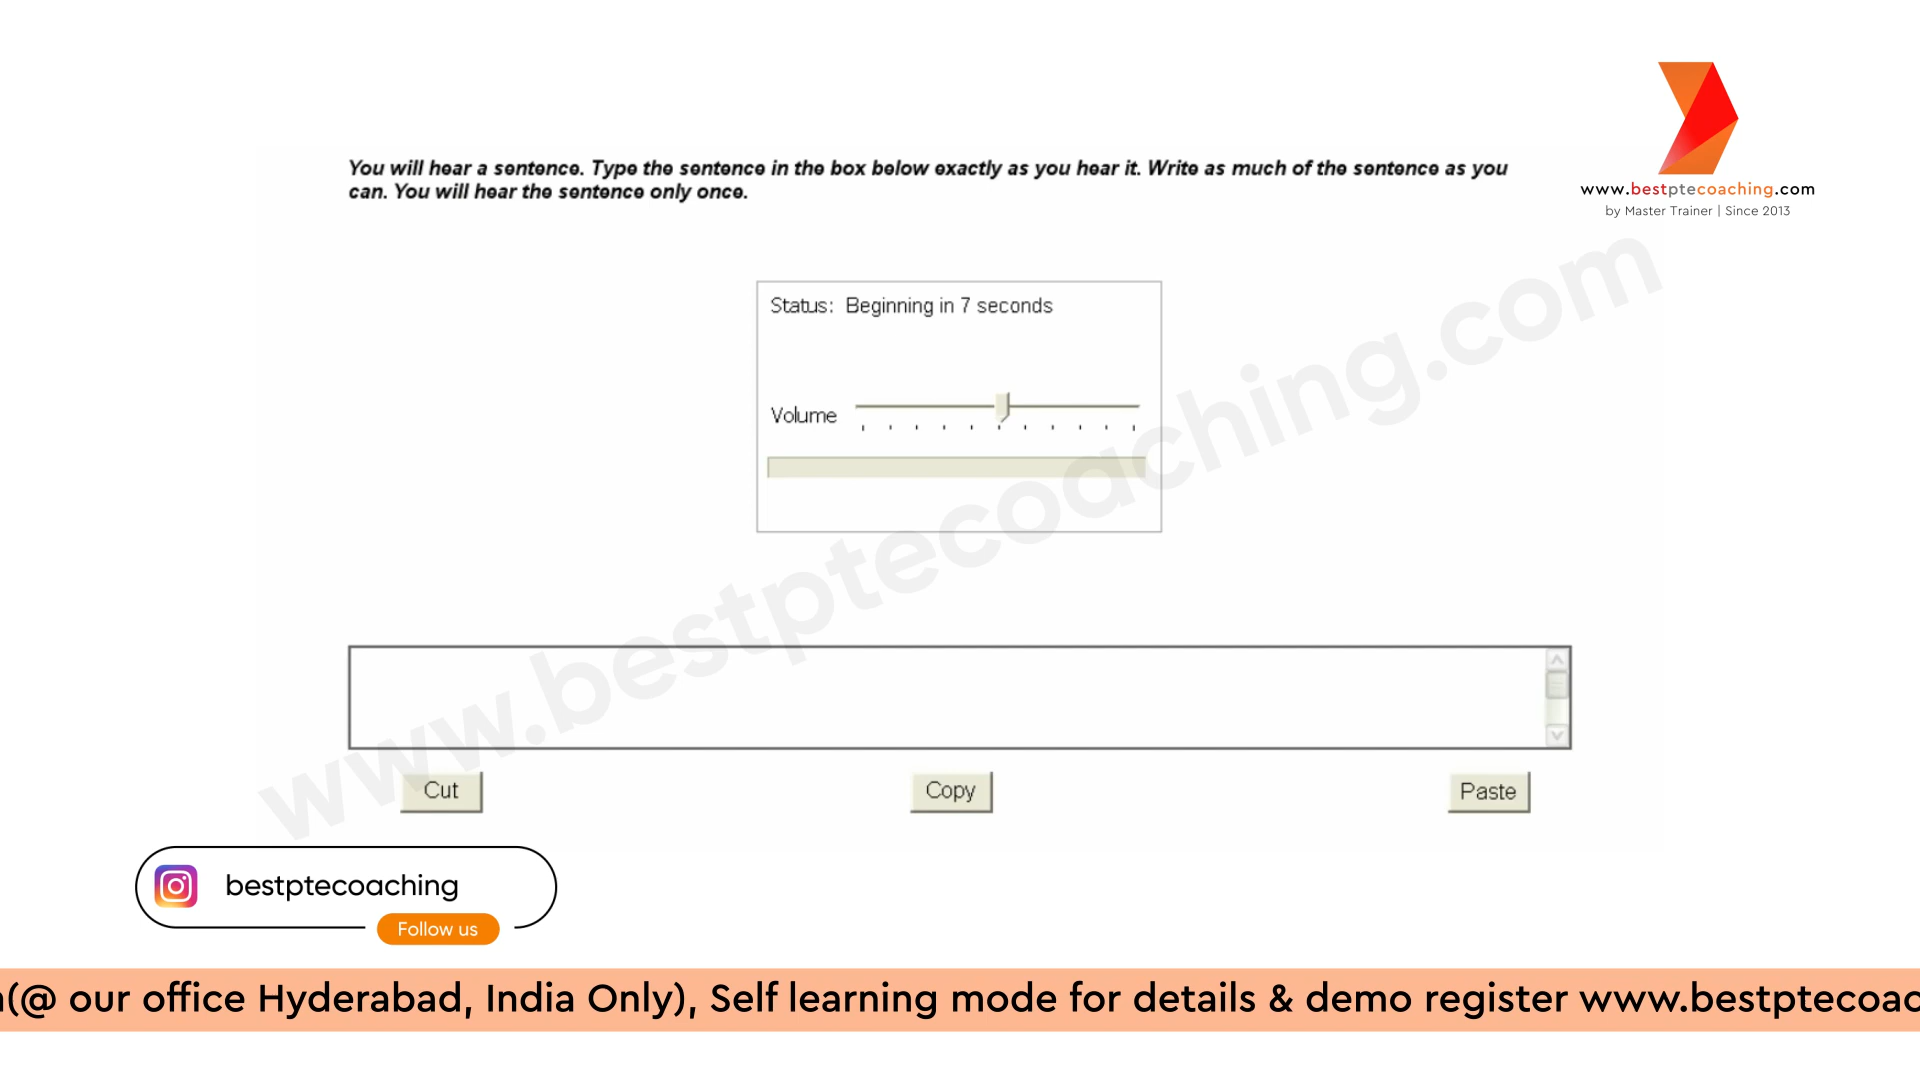 You will hear a sentence. Type the sentence in the box below exactly as you hear it. Write as much of the sentence as you
can. You will hear the sentence only once.
www.bestptecoaching.com
by Master Trainer | Since 2013
Status: Beginning in 7 seconds
Volume
www.bestptecoaching.com
Cut
Copy
Paste
bestptecoaching
Follow us
(@ our office Hyderabad, India Only), Self learning mode for details & demo register www.bestptecoac